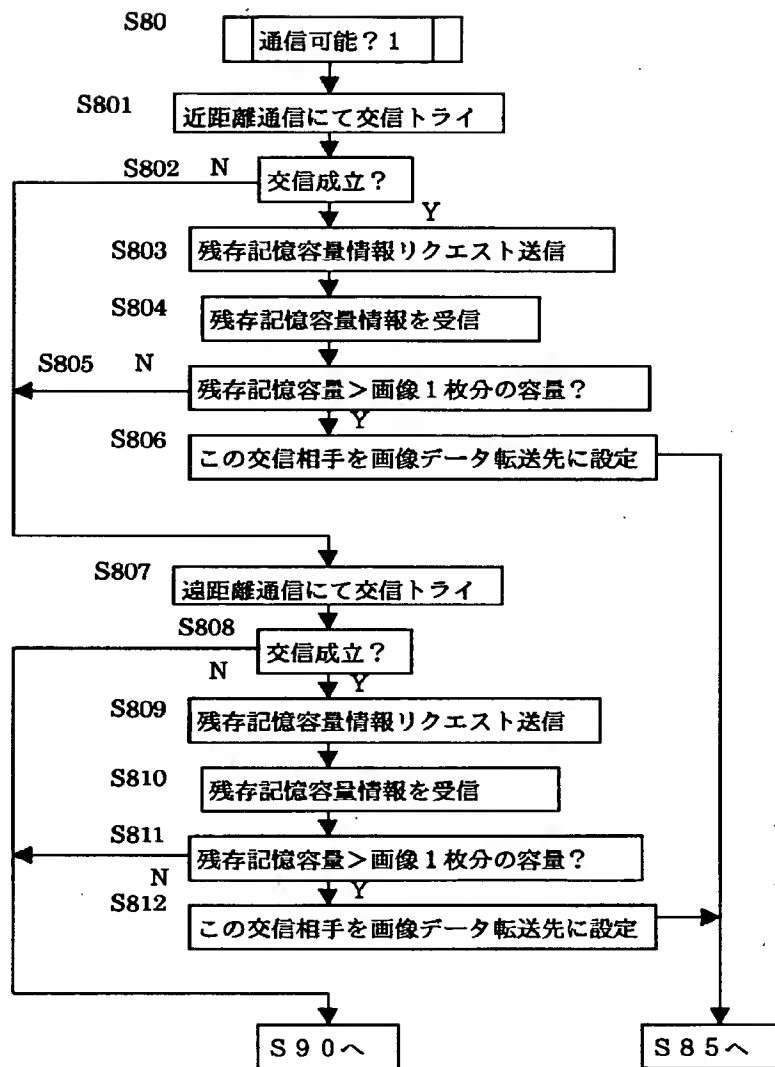 S80
通信可能？1
S801
近距離通信にて交信トライ
S802 N
交信成立？
Y
S803
残存記憶容量情報リクエスト送信
S804
残存記憶容量情報を受信
S805 N
残存記憶容量＞画像１枚分の容量？
Y
S806
この交信相手を画像データ転送先に設定
S807
遠距離通信にて交信トライ
S808
交信成立？
N
Y
S809
残存記憶容量情報リクエスト送信
S810
残存記憶容量情報を受信
S811
残存記憶容量＞画像１枚分の容量？
N
Y
S812
この交信相手を画像データ転送先に設定
Ｓ９０へ
Ｓ８５へ